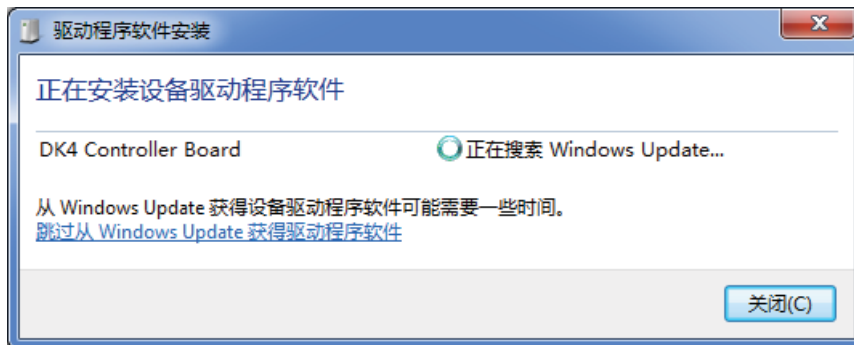 驱动程序软件安装
正在安装设备驱动程序软件
DK4 Controller Board 正在搜索 Windows Update...
从 Windows Update 获得设备驱动程序软件可能需要一些时间。
跳过从 Windows Update 获得驱动程序软件
关闭(C)